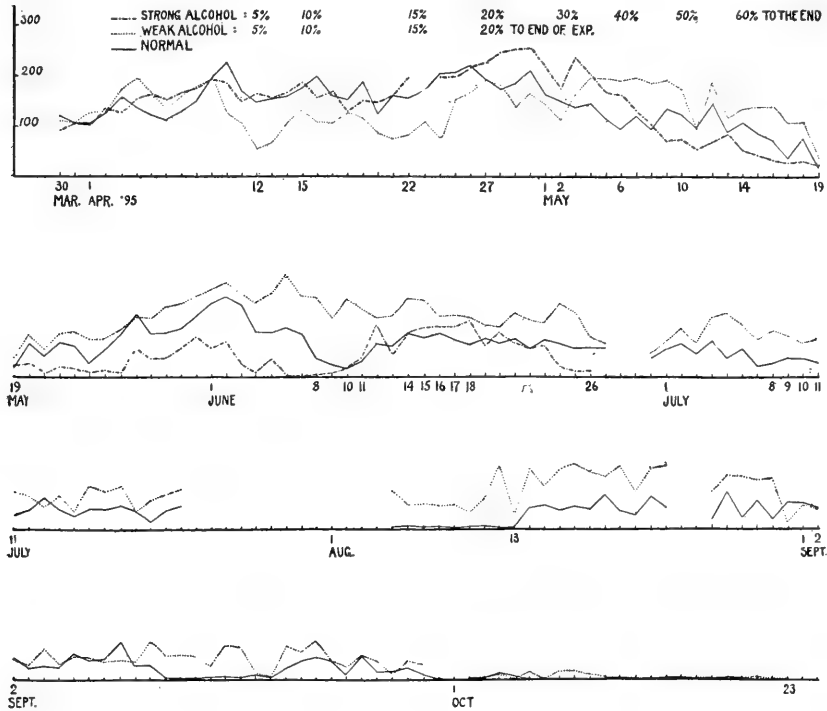 300
STRONG ALCOHOL : 5% 10% 15% 20% 30% 40% 50% 60% TO THE END
WEAK ALCOHOL : 5% 10% 15% 20% TO END OF EXP.
NORMAL
200
100
30 1 12 15 22 27 1 2 6 10 14 19
MAR. APR. '95 MAY
19 1 8 10 11 14 15 16 17 18 26 1 8 9 10 11
MAY JUNE JULY
11 1 13 1 2
JULY AUG. SEPT.
2 1 23
SEPT. OCT